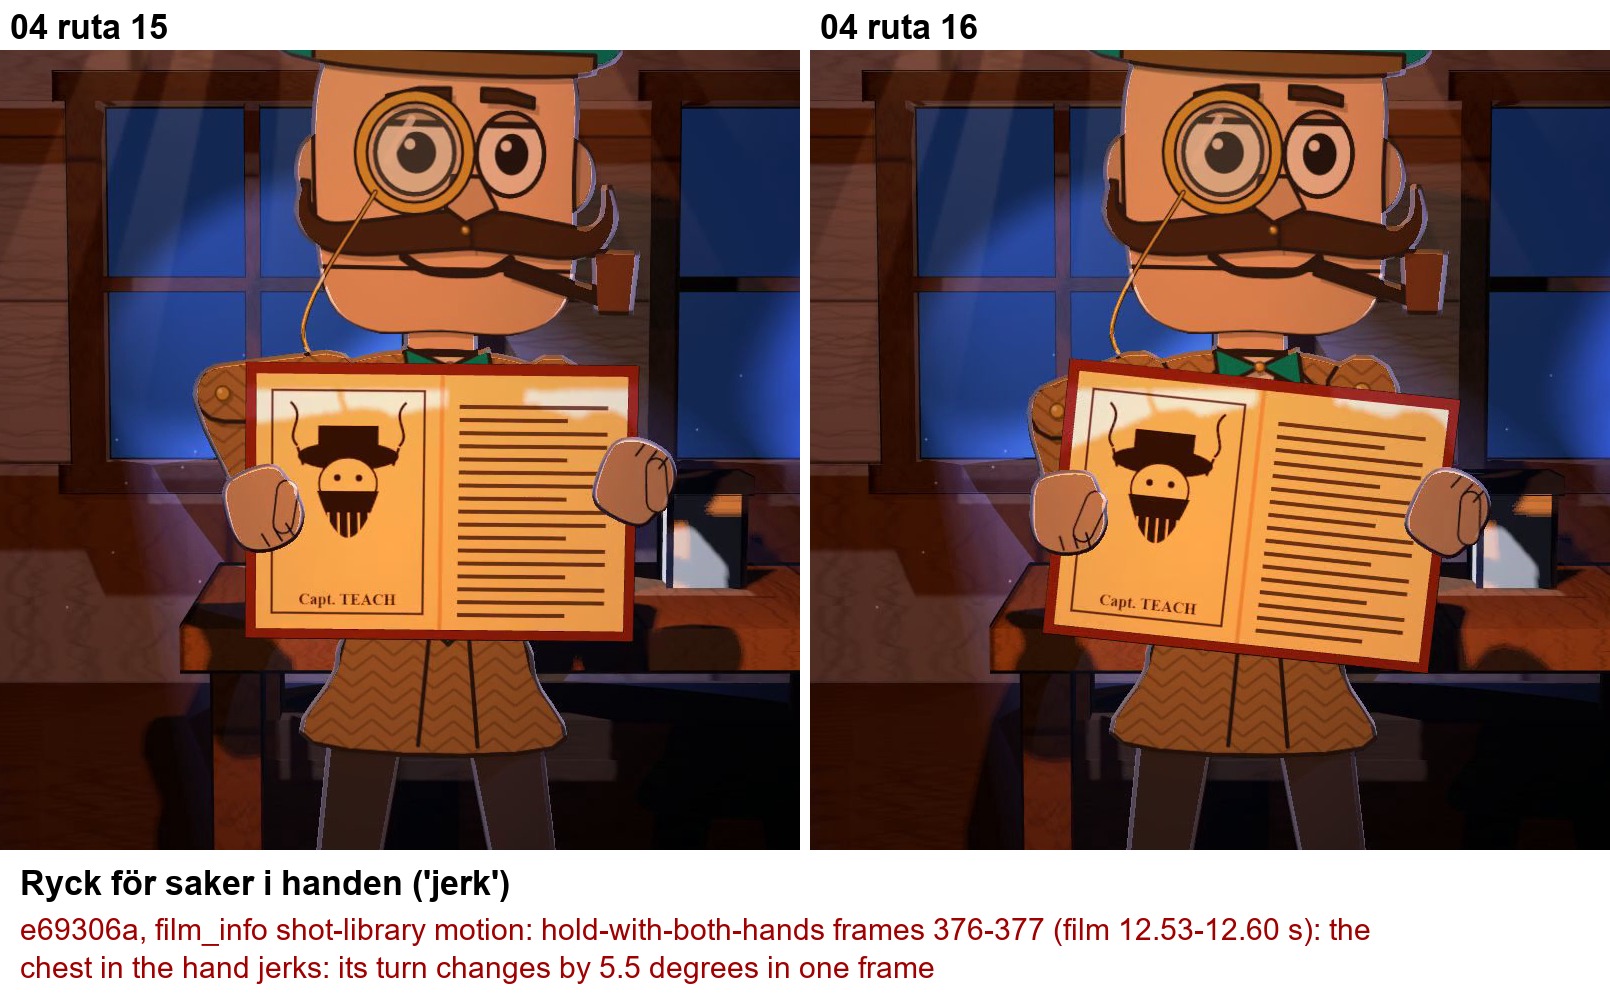 04 ruta 15
04 ruta 16
Capt. TEACH
Capt. TEACH
Ryck för saker i handen ('jerk')
e69306a, film_info shot-library motion: hold-with-both-hands frames 376-377 (film 12.53-12.60 s): the
chest in the hand jerks: its turn changes by 5.5 degrees in one frame